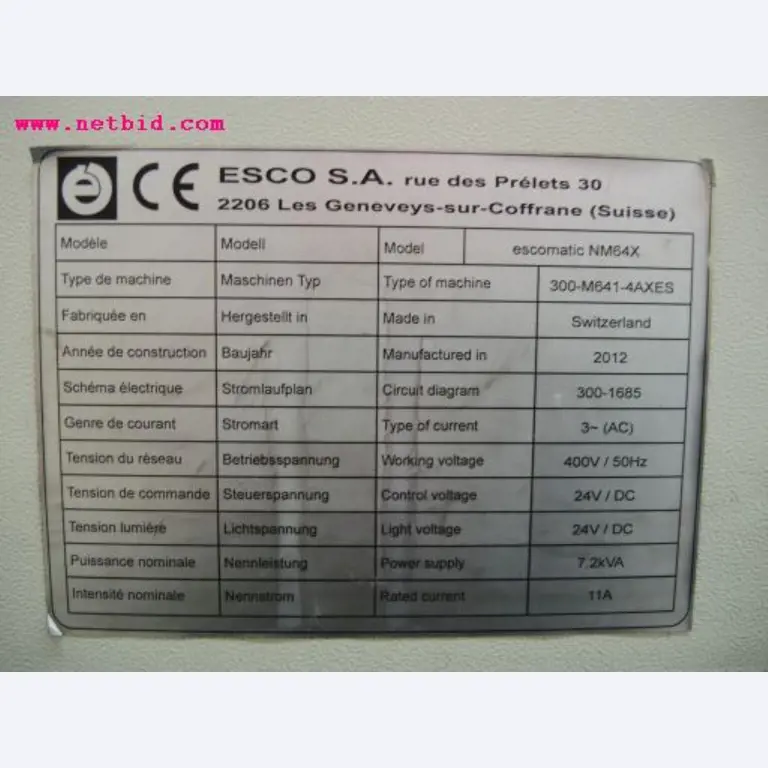 www.netbid.com
é CE ESCO S.A. rue des Prélets 30
2206 Les Geneveys-sur-Coffrane (Suisse)
Modèle Modell Model escomatic NM64X
Type de machine Maschinen Typ Type of machine 300-M641-4AXES
Fabriquée en Hergestellt in Made in Switzerland
Année de construction Baujahr Manufactured in 2012
Schéma électrique Stromlaufplan Circuit diagram 300-1685
Genre de courant Stromart Type of current 3~ (AC)
Tension du réseau Betriebsspannung Working voltage 400V / 50Hz
Tension de commande Steuerspannung Control voltage 24V / DC
Tension lumière Lichtspannung Light voltage 24V / DC
Puissance nominale Nennleistung Power supply 7.2kVA
Intensité nominale Nennstrom Rated current 11A